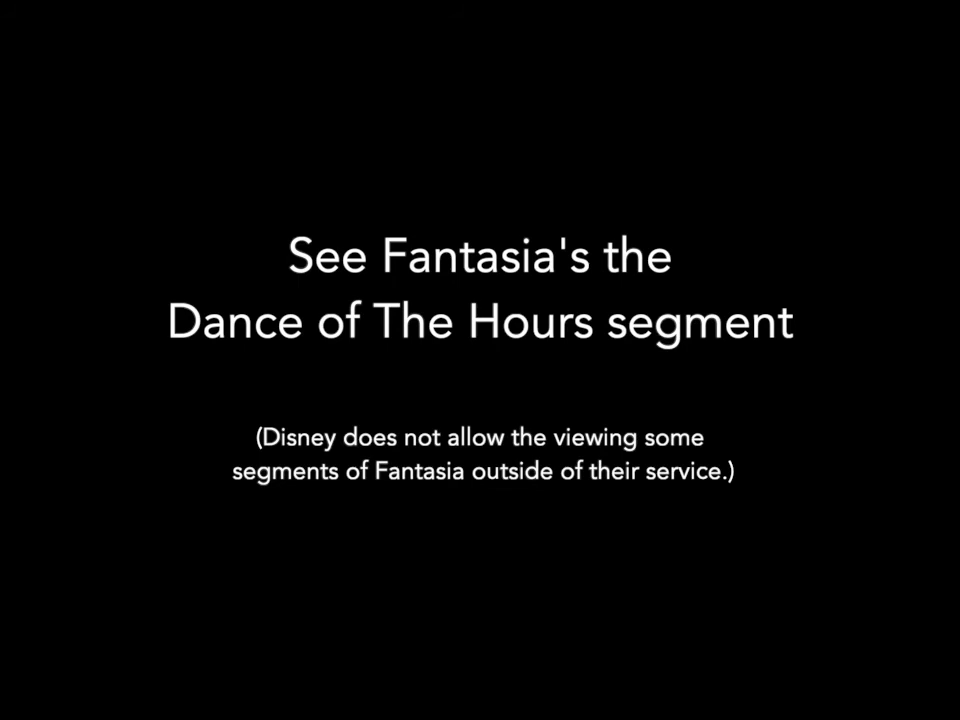 See Fantasia's the
Dance of The Hours segment
(Disney does not allow the viewing some
segments of Fantasia outside of their service.)